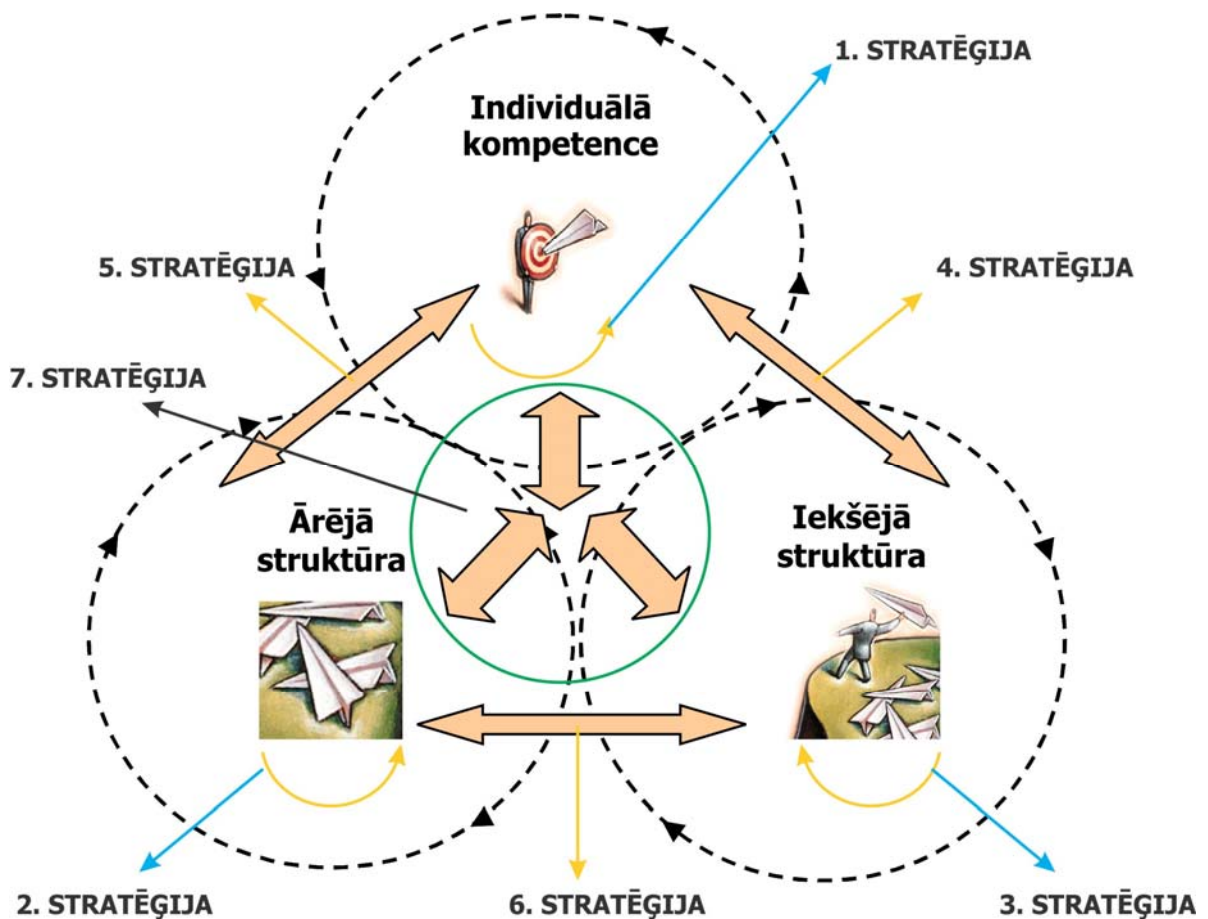 1. STRATĒĢIJA
Individuālā
kompetence
5. STRATĒĢIJA
4. STRATĒĢIJA
7. STRATĒĢIJA
Ārējā
struktūra
Iekšējā
struktūra
2. STRATĒĢIJA
6. STRATĒĢIJA
3. STRATĒĢIJA